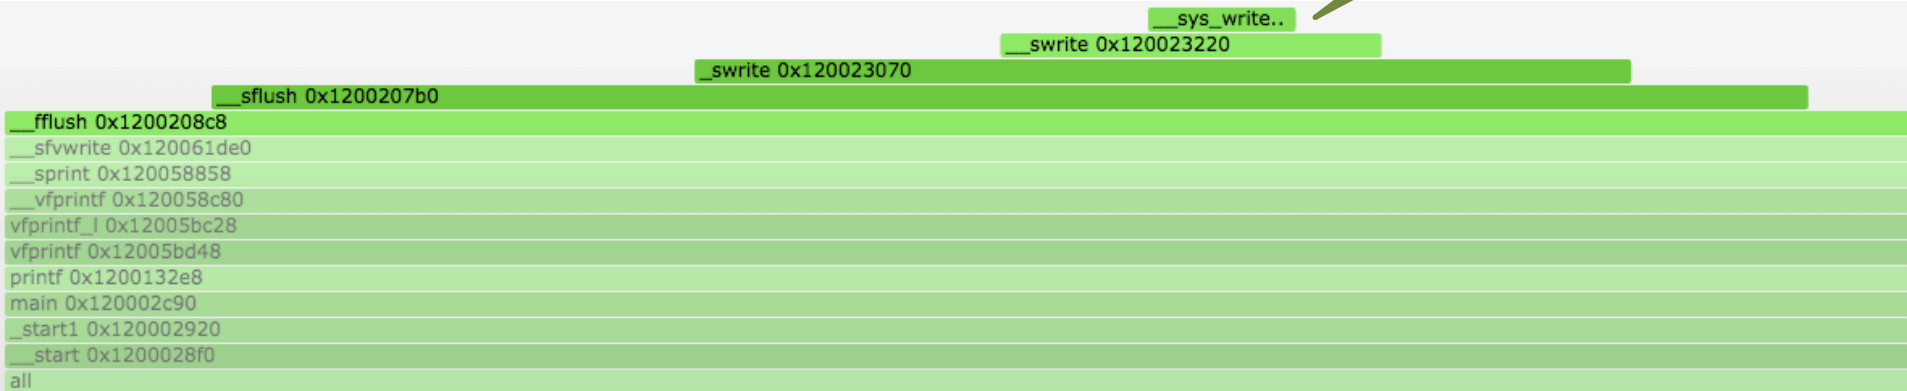 __sys_write..
__swrite 0x120023220
_swrite 0x120023070
__sflush 0x1200207b0
__fflush 0x1200208c8
__sfvwrite 0x120061de0
__sprint 0x120058858
__vfprintf 0x120058c80
vfprintf_l 0x12005bc28
vfprintf 0x12005bd48
printf 0x1200132e8
main 0x120002c90
_start1 0x120002920
__start 0x1200028f0
all